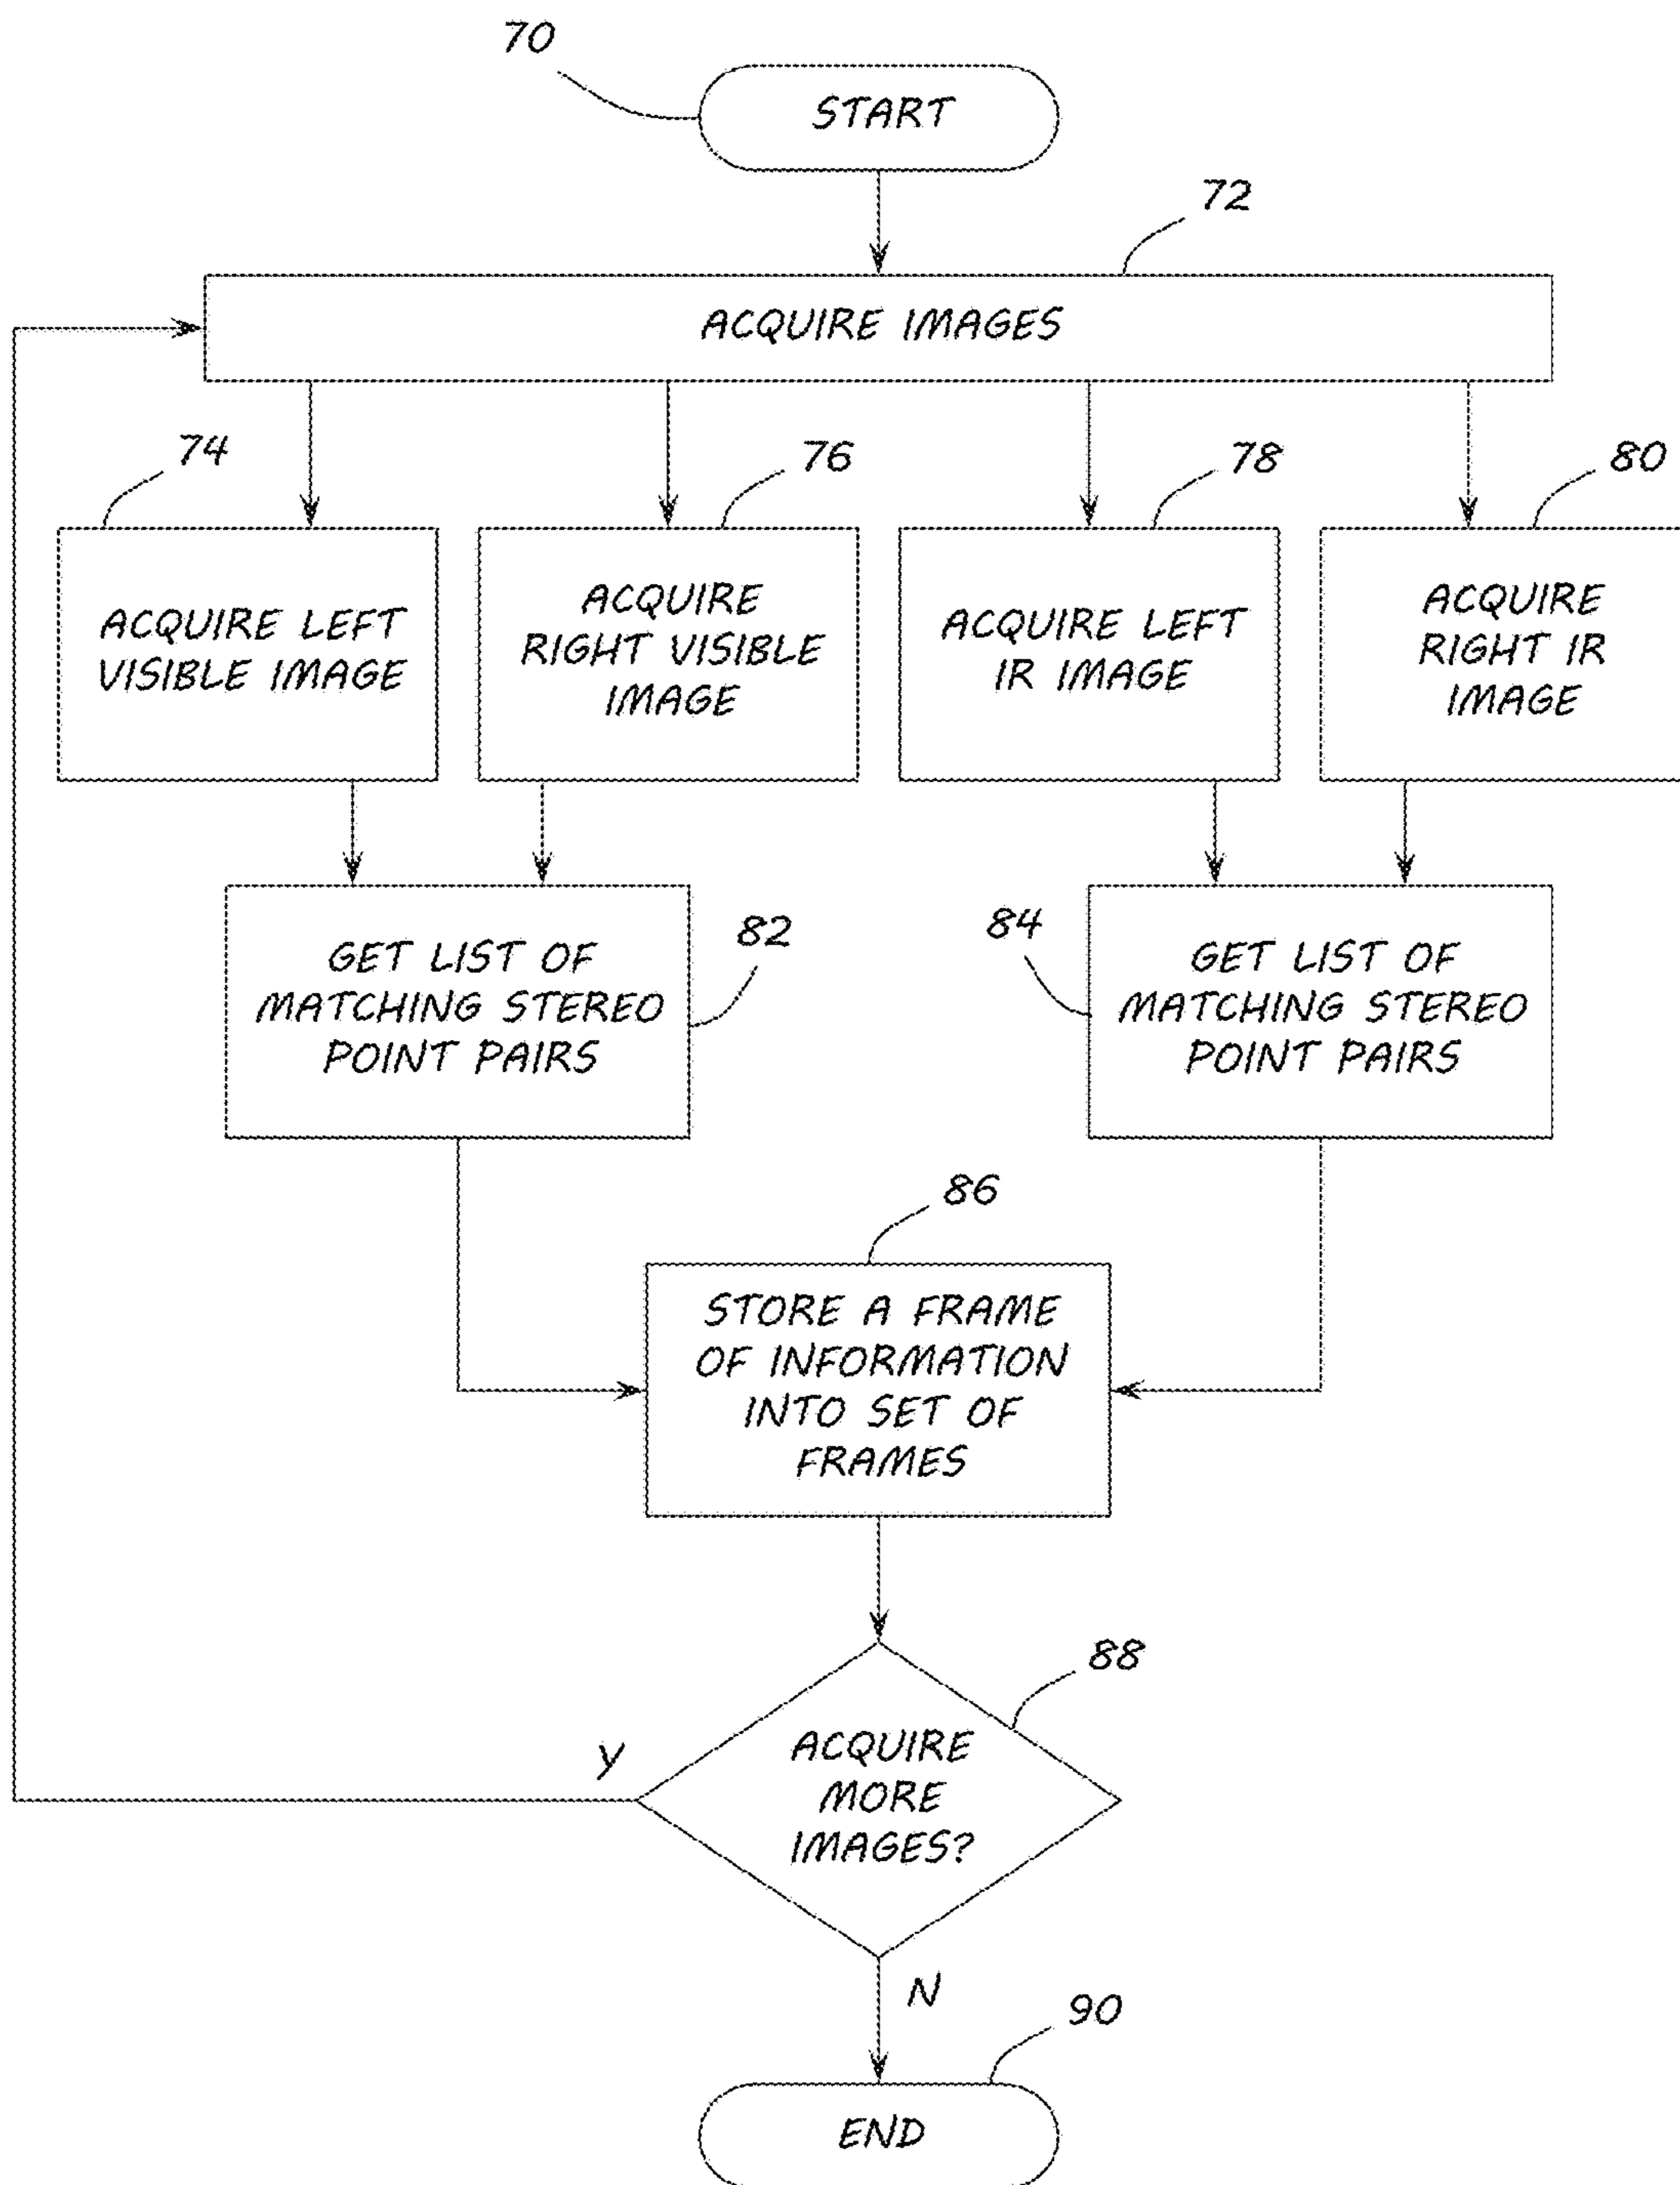 70
START
72
ACQUIRE IMAGES
74
76
78
80
ACQUIRE LEFT
VISIBLE IMAGE
ACQUIRE
RIGHT VISIBLE
IMAGE
ACQUIRE LEFT
IR IMAGE
ACQUIRE
RIGHT IR
IMAGE
82
84
GET LIST OF
MATCHING STEREO
POINT PAIRS
GET LIST OF
MATCHING STEREO
POINT PAIRS
86
STORE A FRAME
OF INFORMATION
INTO SET OF
FRAMES
88
ACQUIRE
MORE
IMAGES?
Y
N
90
END